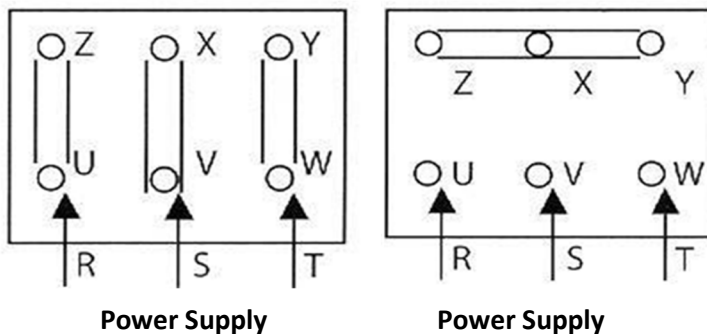 Z X Y
U V W
R S T
Power Supply
Z X Y
U V W
R S T
Power Supply